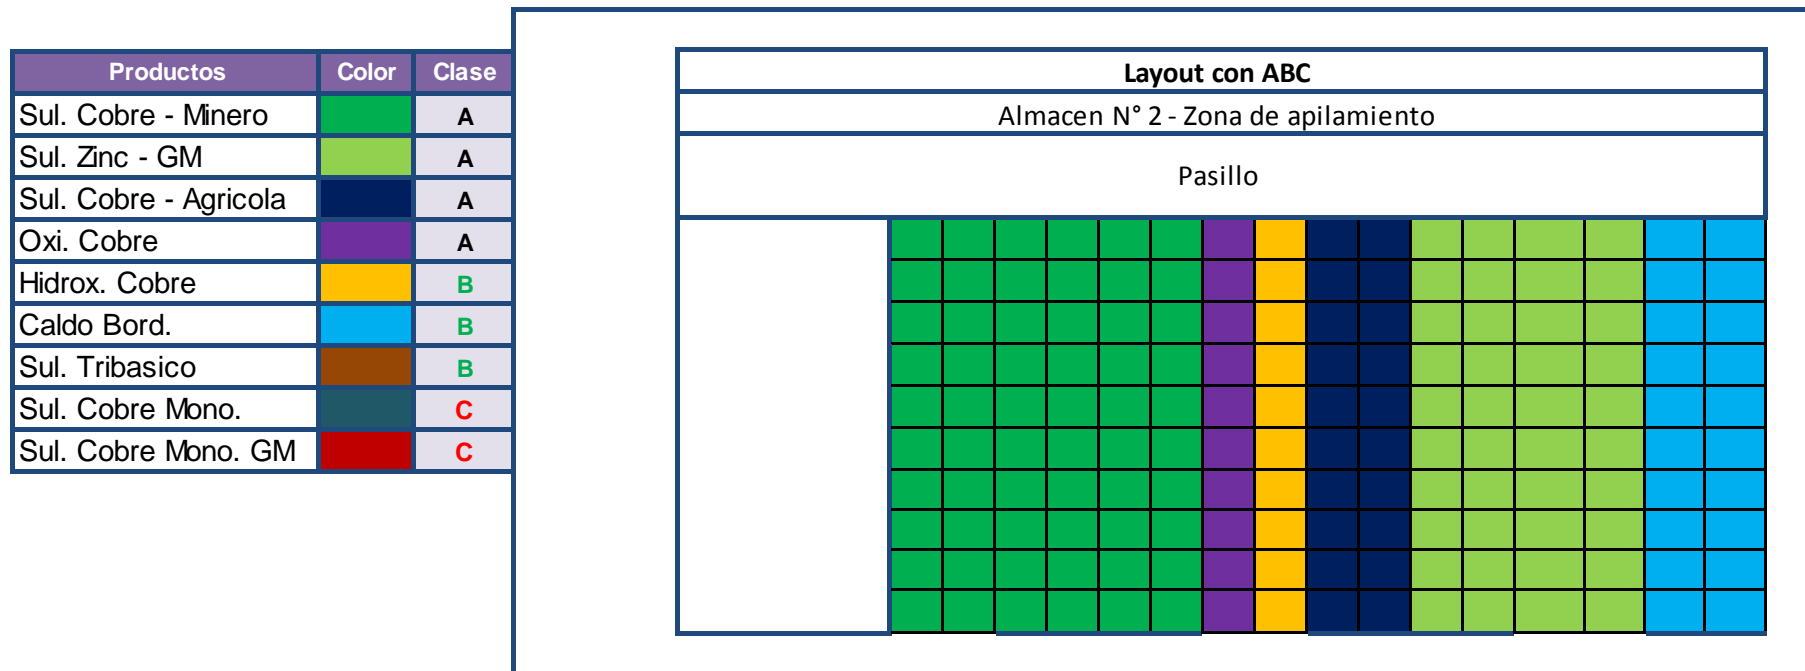 Productos Color Clase
Sul. Cobre - Minero A
Sul. Zinc - GM A
Sul. Cobre - Agricola A
Oxi. Cobre A
Hidrox. Cobre B
Caldo Bord. B
Sul. Tribasico B
Sul. Cobre Mono. C
Sul. Cobre Mono. GM C
Layout con ABC
Almacen N° 2 - Zona de apilamiento
Pasillo